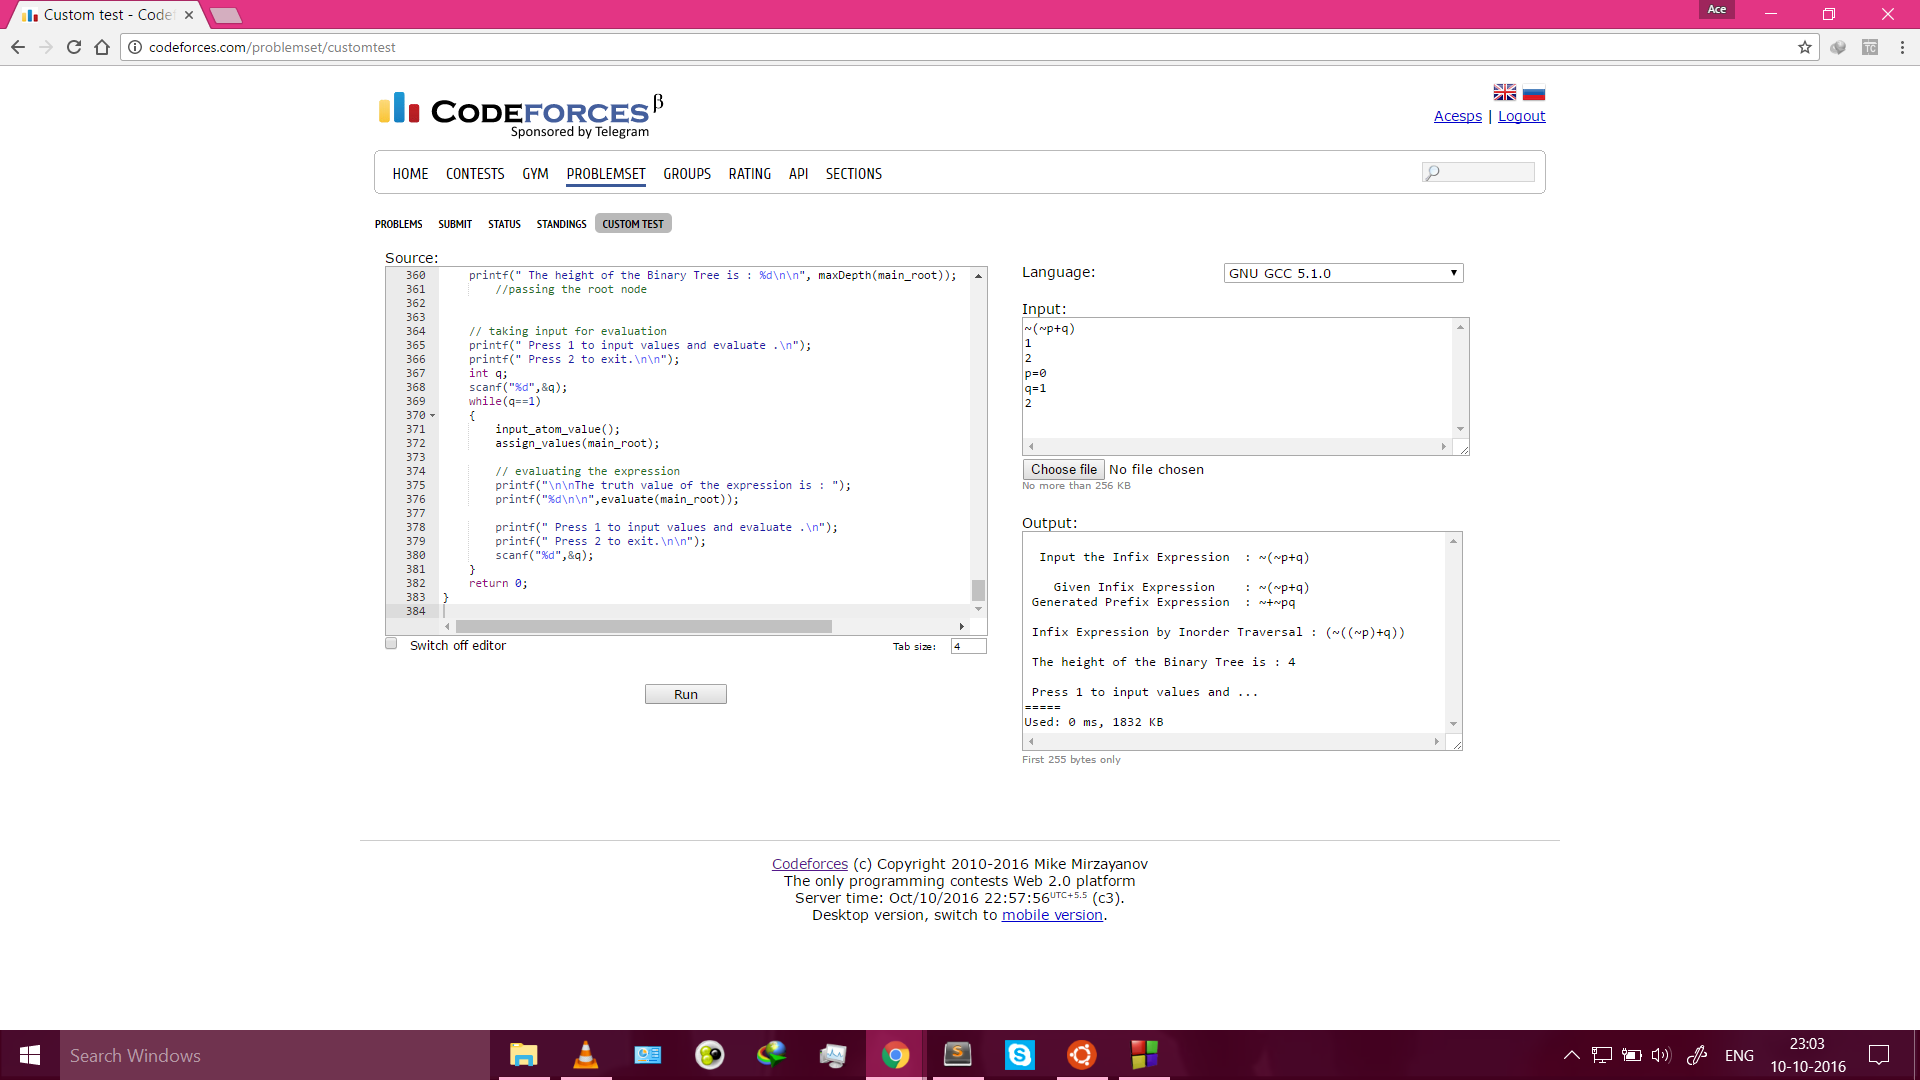 Custom test - Codef
Ace
codeforces.com/problemset/customtest
TC
CODEFORCES β
Sponsored by Telegram
Acesps | Logout
HOME CONTESTS GYM PROBLEMSET GROUPS RATING API SECTIONS
PROBLEMS SUBMIT STATUS STANDINGS CUSTOM TEST
Source:
360 printf(" The height of the Binary Tree is : %d\n\n", maxDepth(main_root));
361 //passing the root node
362
363
364 // taking input for evaluation
365 printf(" Press 1 to input values and evaluate .\n");
366 printf(" Press 2 to exit.\n\n");
367 int q;
368 scanf("%d",&q);
369 while(q==1)
370 {
371 input_atom_value();
372 assign_values(main_root);
373
374 // evaluating the expression
375 printf("\n\nThe truth value of the expression is : ");
376 printf("%d\n\n",evaluate(main_root));
377
378 printf(" Press 1 to input values and evaluate .\n");
379 printf(" Press 2 to exit.\n\n");
380 scanf("%d",&q);
381 }
382 return 0;
383 }
384
Switch off editor
Tab size: 4
Run
Language: GNU GCC 5.1.0
Input:
~(~p+q)
1
2
p=0
q=1
2
Choose file No file chosen
No more than 256 KB
Output:
Input the Infix Expression : ~(~p+q)
Given Infix Expression : ~(~p+q)
Generated Prefix Expression : ~+~pq
Infix Expression by Inorder Traversal : (~((~p)+q))
The height of the Binary Tree is : 4
Press 1 to input values and ...
=====
Used: 0 ms, 1832 KB
First 255 bytes only
Codeforces (c) Copyright 2010-2016 Mike Mirzayanov
The only programming contests Web 2.0 platform
Server time: Oct/10/2016 22:57:56UTC+5.5 (c3).
Desktop version, switch to mobile version.
Search Windows
ENG
23:03
10-10-2016